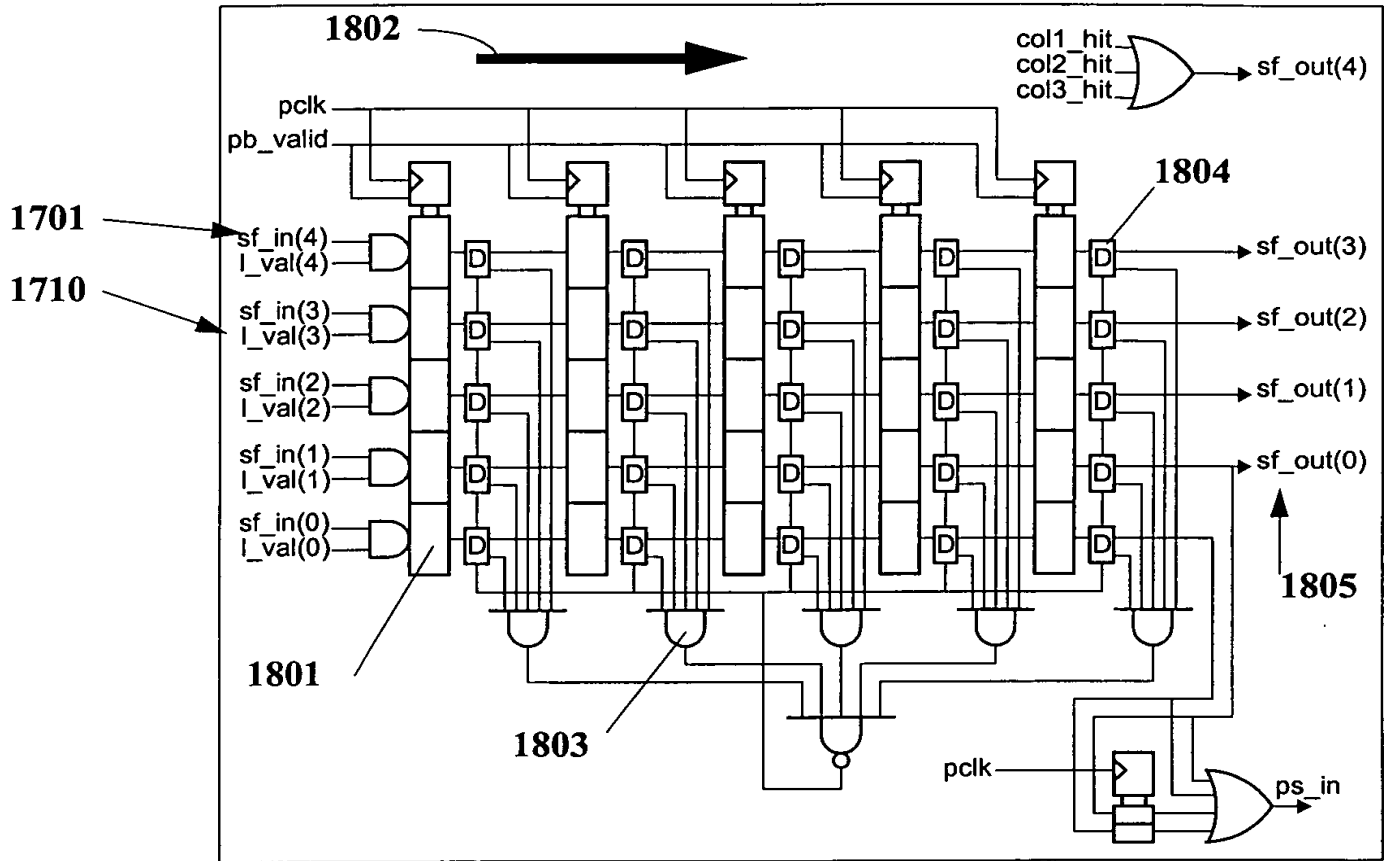 1802
col1_hit
col2_hit
col3_hit
sf_out(4)
pclk
pb_valid
1804
1701
sf_in(4)
l_val(4)
sf_out(3)
1710
sf_in(3)
l_val(3)
sf_out(2)
sf_in(2)
l_val(2)
sf_out(1)
sf_in(1)
l_val(1)
sf_out(0)
sf_in(0)
l_val(0)
D D D D D
D D D D D
D D D D D
D D D D D
D D D D D
1805
1801
1803
pclk
ps_in